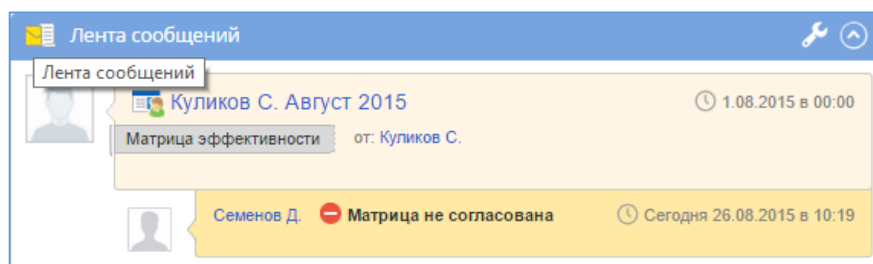 Лента сообщений
Лента сообщений
Куликов С. Август 2015 1.08.2015 в 00:00
Матрица эффективности от: Куликов С.
Семенов Д. Матрица не согласована Сегодня 26.08.2015 в 10:19